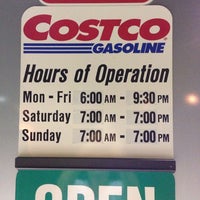 COSTCO
GASOLINE
Hours of Operation
Mon - Fri 6:00 AM - 9:30 PM
Saturday 7:00 AM - 7:00 PM
Sunday 7:00 AM - 7:00 PM
OPEN